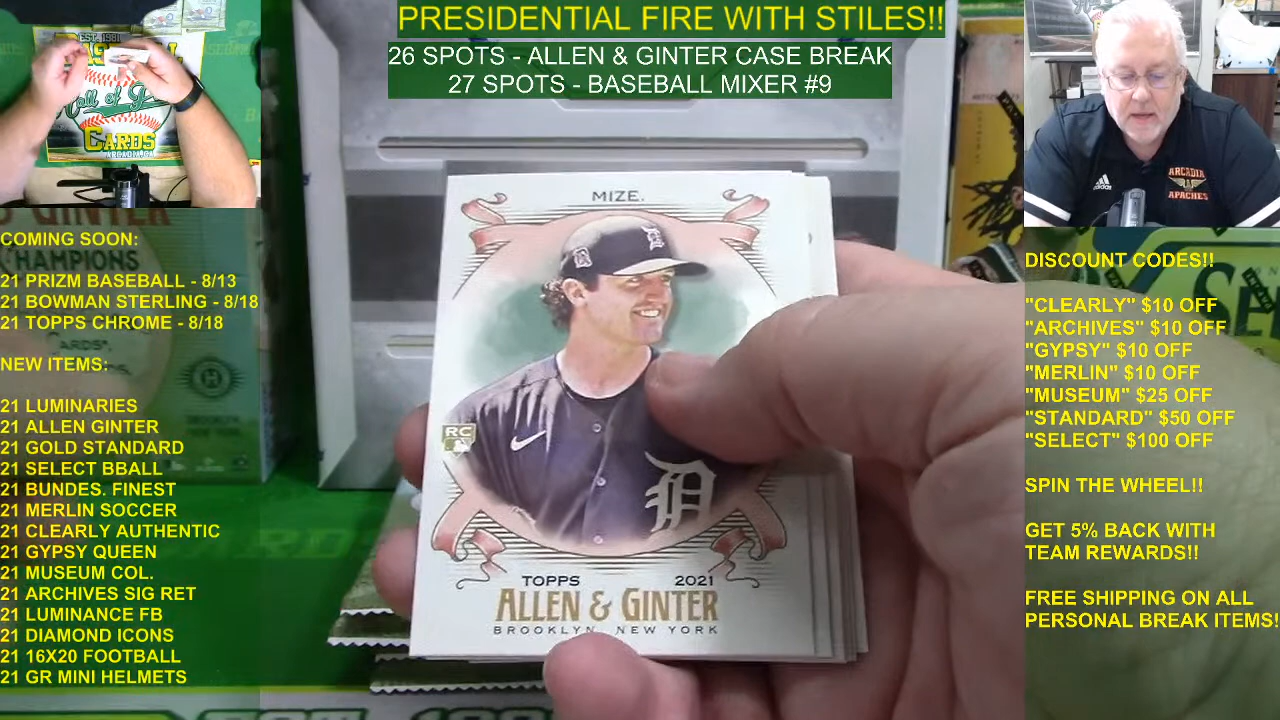 PRESIDENTIAL FIRE WITH STILES!!
26 SPOTS - ALLEN & GINTER CASE BREAK
27 SPOTS - BASEBALL MIXER #9
EST. 1981
CARDS
ARCADIA
APACHES
adidas
GINTER
CHAMPIONS
COMING SOON:
21 PRIZM BASEBALL - 8/13
21 BOWMAN STERLING - 8/18
21 TOPPS CHROME - 8/18
NEW ITEMS:
21 LUMINARIES
21 ALLEN GINTER
21 GOLD STANDARD
21 SELECT BBALL
21 BUNDES. FINEST
21 MERLIN SOCCER
21 CLEARLY AUTHENTIC
21 GYPSY QUEEN
21 MUSEUM COL.
21 ARCHIVES SIG RET
21 LUMINANCE FB
21 DIAMOND ICONS
21 16X20 FOOTBALL
21 GR MINI HELMETS
MIZE.
D
RC
D
TOPPS 2021
ALLEN & GINTER
BROOKLYN, NEW YORK
DISCOUNT CODES!!
"CLEARLY" $10 OFF
"ARCHIVES" $10 OFF
"GYPSY" $10 OFF
"MERLIN" $10 OFF
"MUSEUM" $25 OFF
"STANDARD" $50 OFF
"SELECT" $100 OFF
SPIN THE WHEEL!!
GET 5% BACK WITH
TEAM REWARDS!!
FREE SHIPPING ON ALL
PERSONAL BREAK ITEMS!